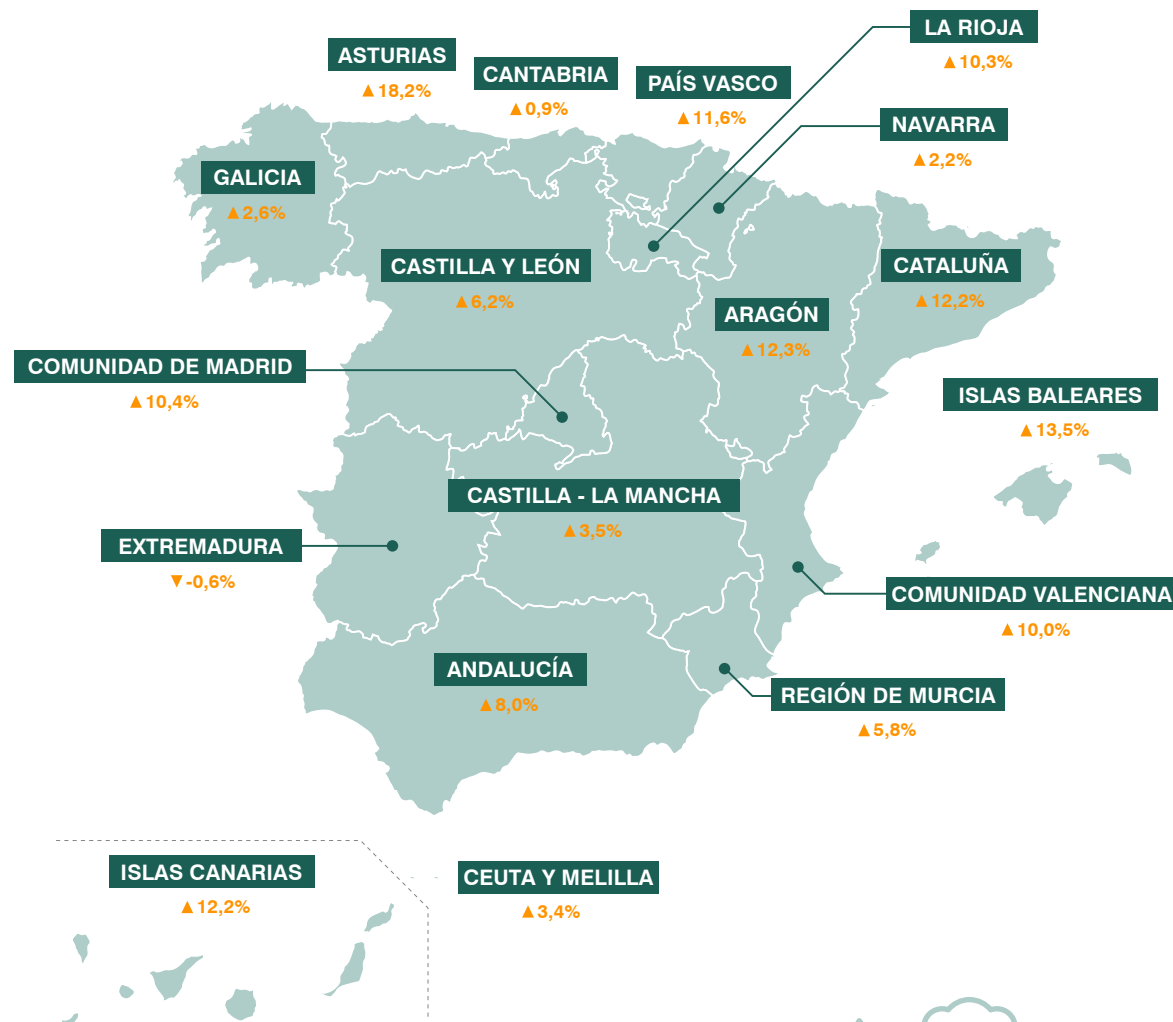 LA RIOJA
▲10,3%
ASTURIAS
▲18,2%
CANTABRIA
▲0,9%
PAÍS VASCO
▲11,6%
NAVARRA
▲2,2%
GALICIA
▲2,6%
CASTILLA Y LEÓN
▲6,2%
CATALUÑA
▲12,2%
ARAGÓN
▲12,3%
COMUNIDAD DE MADRID
▲10,4%
ISLAS BALEARES
▲13,5%
CASTILLA - LA MANCHA
▲3,5%
EXTREMADURA
▼-0,6%
COMUNIDAD VALENCIANA
▲10,0%
ANDALUCÍA
▲8,0%
REGIÓN DE MURCIA
▲5,8%
ISLAS CANARIAS
▲12,2%
CEUTA Y MELILLA
▲3,4%